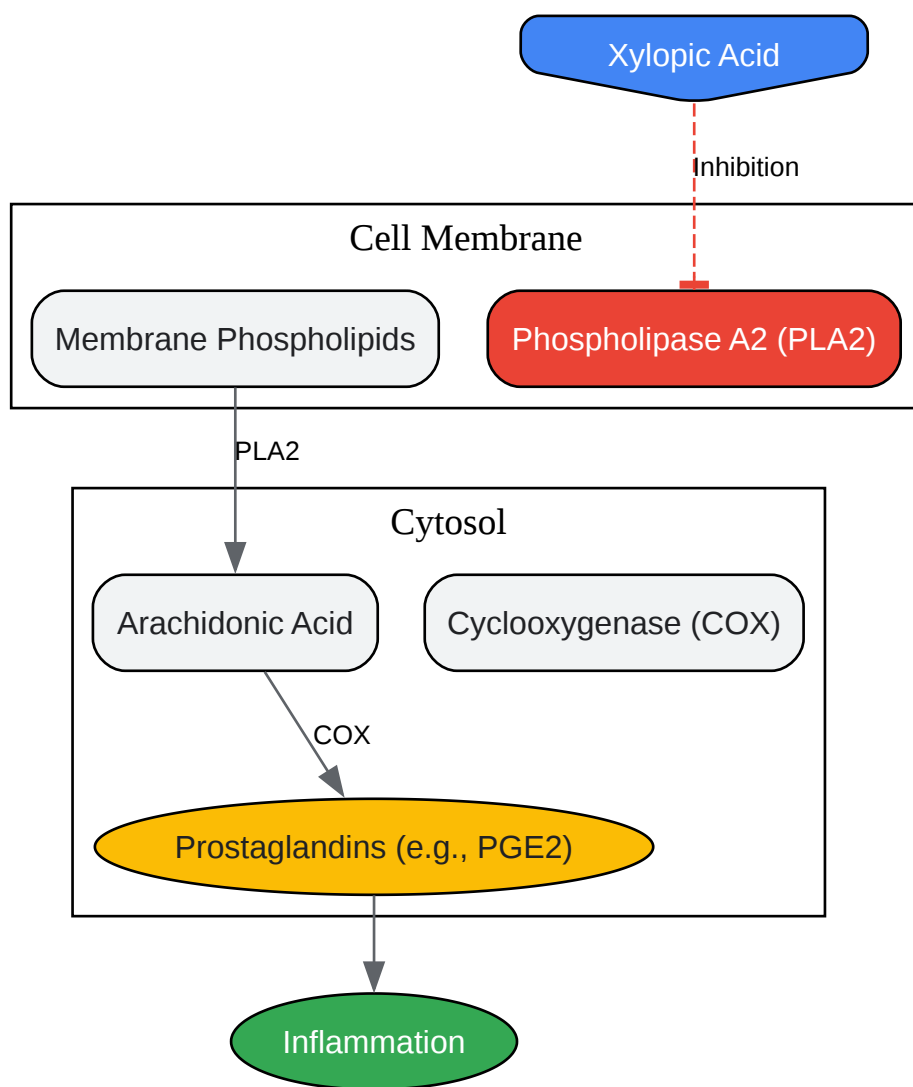 Xylopic Acid
Inhibition
Cell Membrane
Membrane Phospholipids
Phospholipase A2 (PLA2)
PLA2
Cytosol
Arachidonic Acid
Cyclooxygenase (COX)
COX
Prostaglandins (e.g., PGE2)
Inflammation